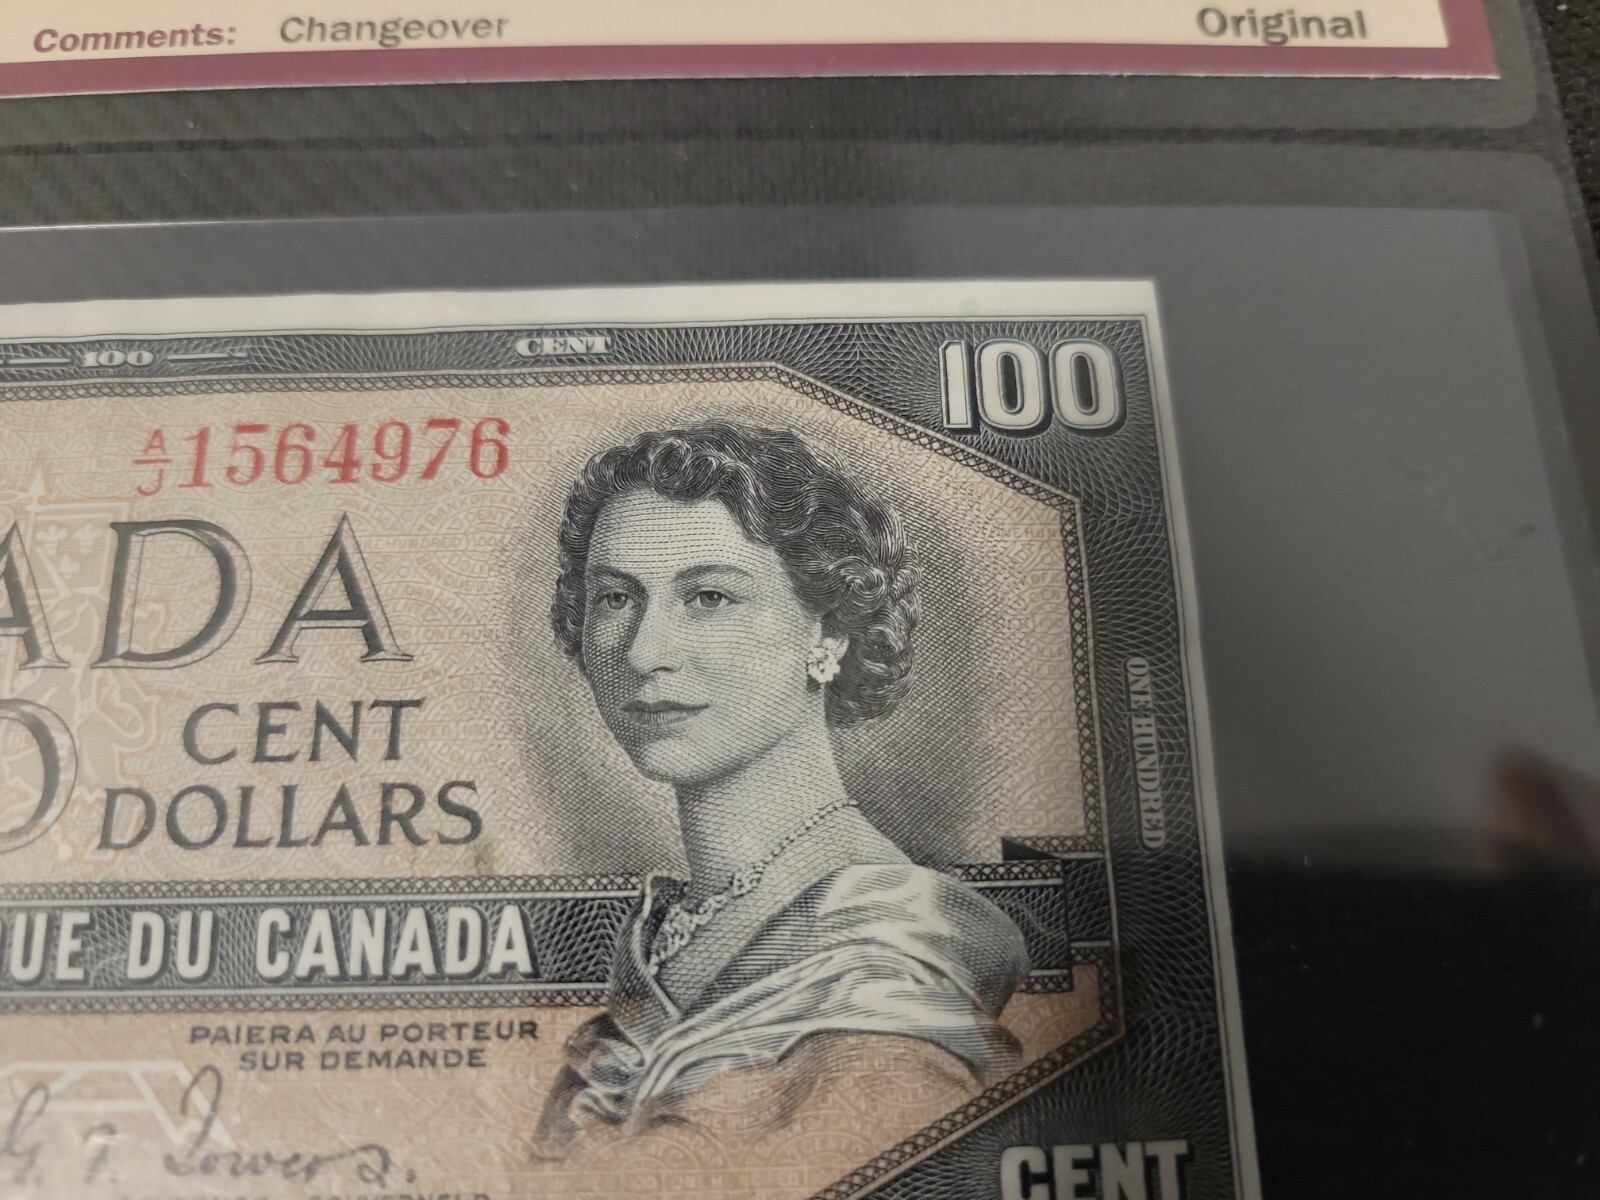 Comments: Changeover
Original
100
CENT
100
A/J 1564976
ADA
CENT
DOLLARS
ONE HUNDRED
UE DU CANADA
PAIERA AU PORTEUR
SUR DEMANDE
CENT